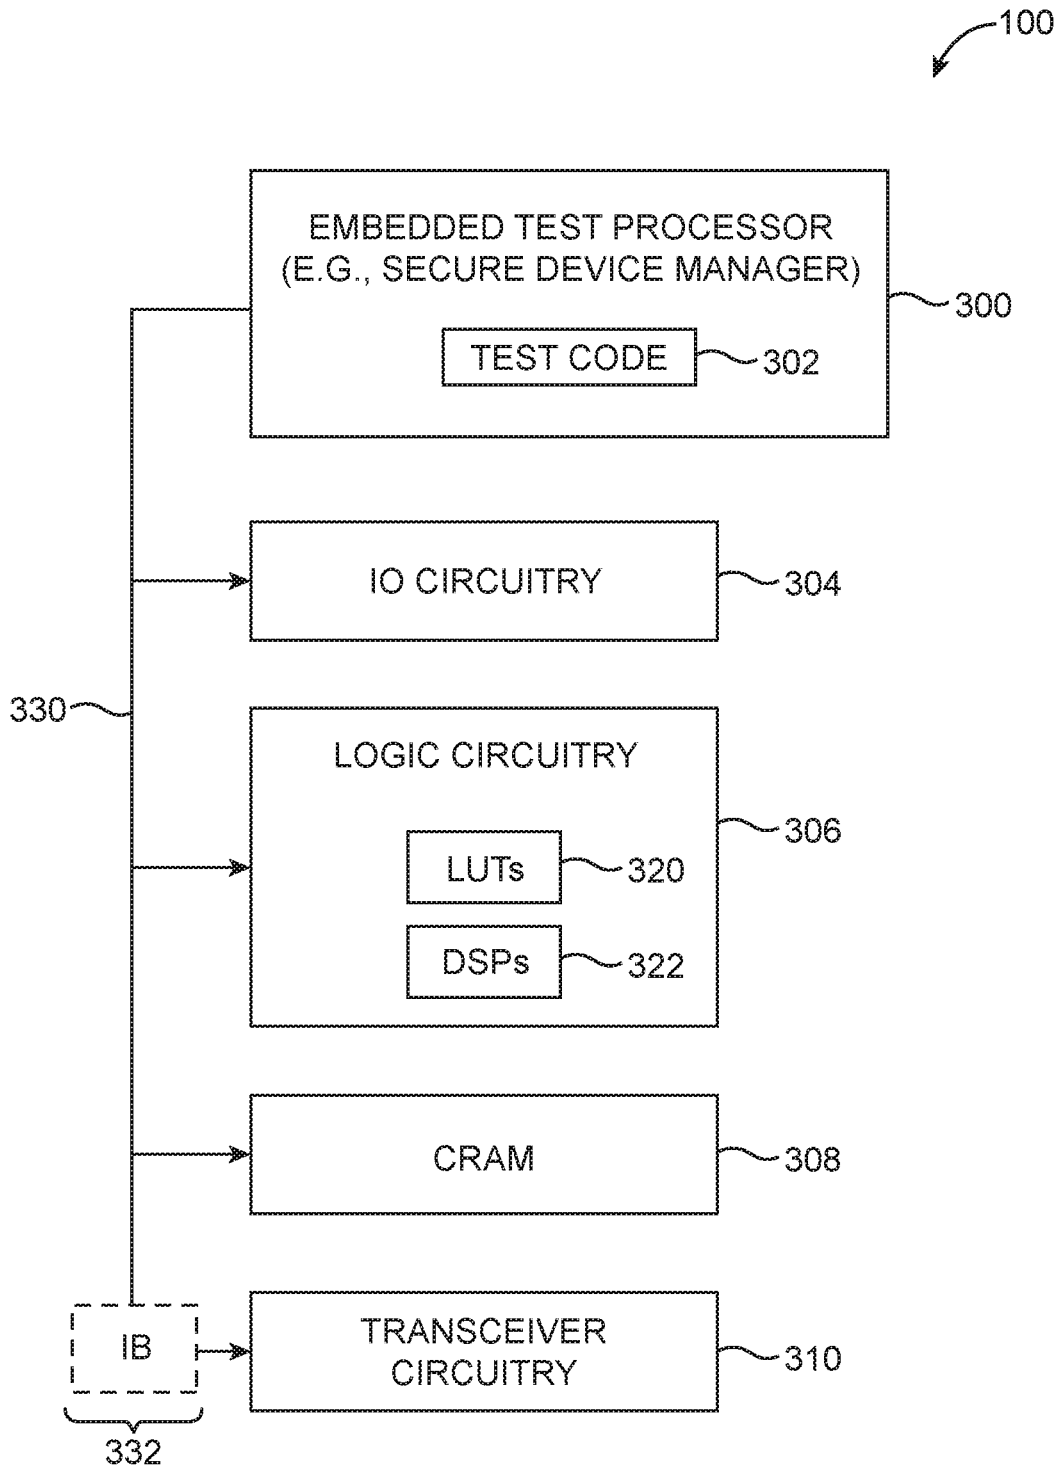 100
EMBEDDED TEST PROCESSOR
(E.G., SECURE DEVICE MANAGER)
300
TEST CODE
302
IO CIRCUITRY
304
330
LOGIC CIRCUITRY
306
LUTs
320
DSPs
322
CRAM
308
IB
332
TRANSCEIVER
CIRCUITRY
310